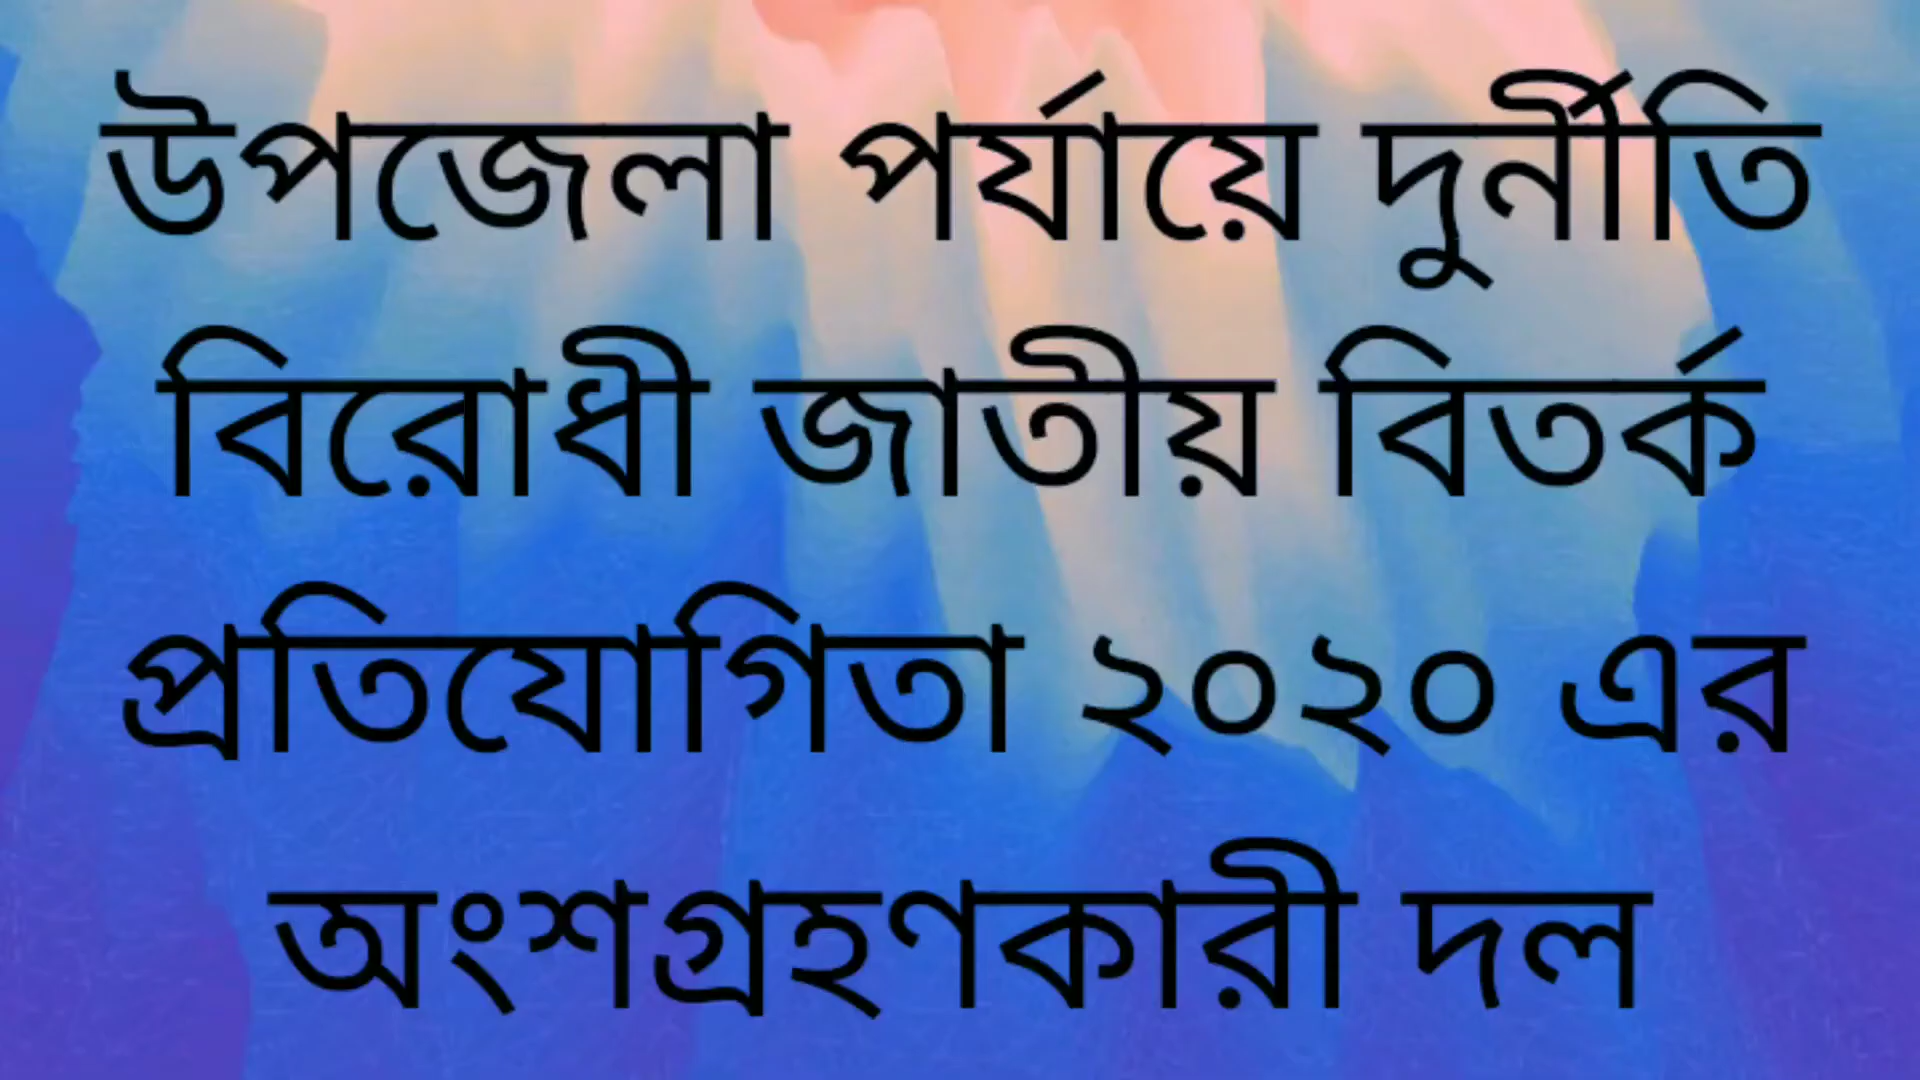 উপজেলা পর্যায়ে দুর্নীতি
বিরোধী জাতীয় বিতর্ক
প্রতিযোগিতা ২০২০ এর
অংশগ্রহণকারী দল